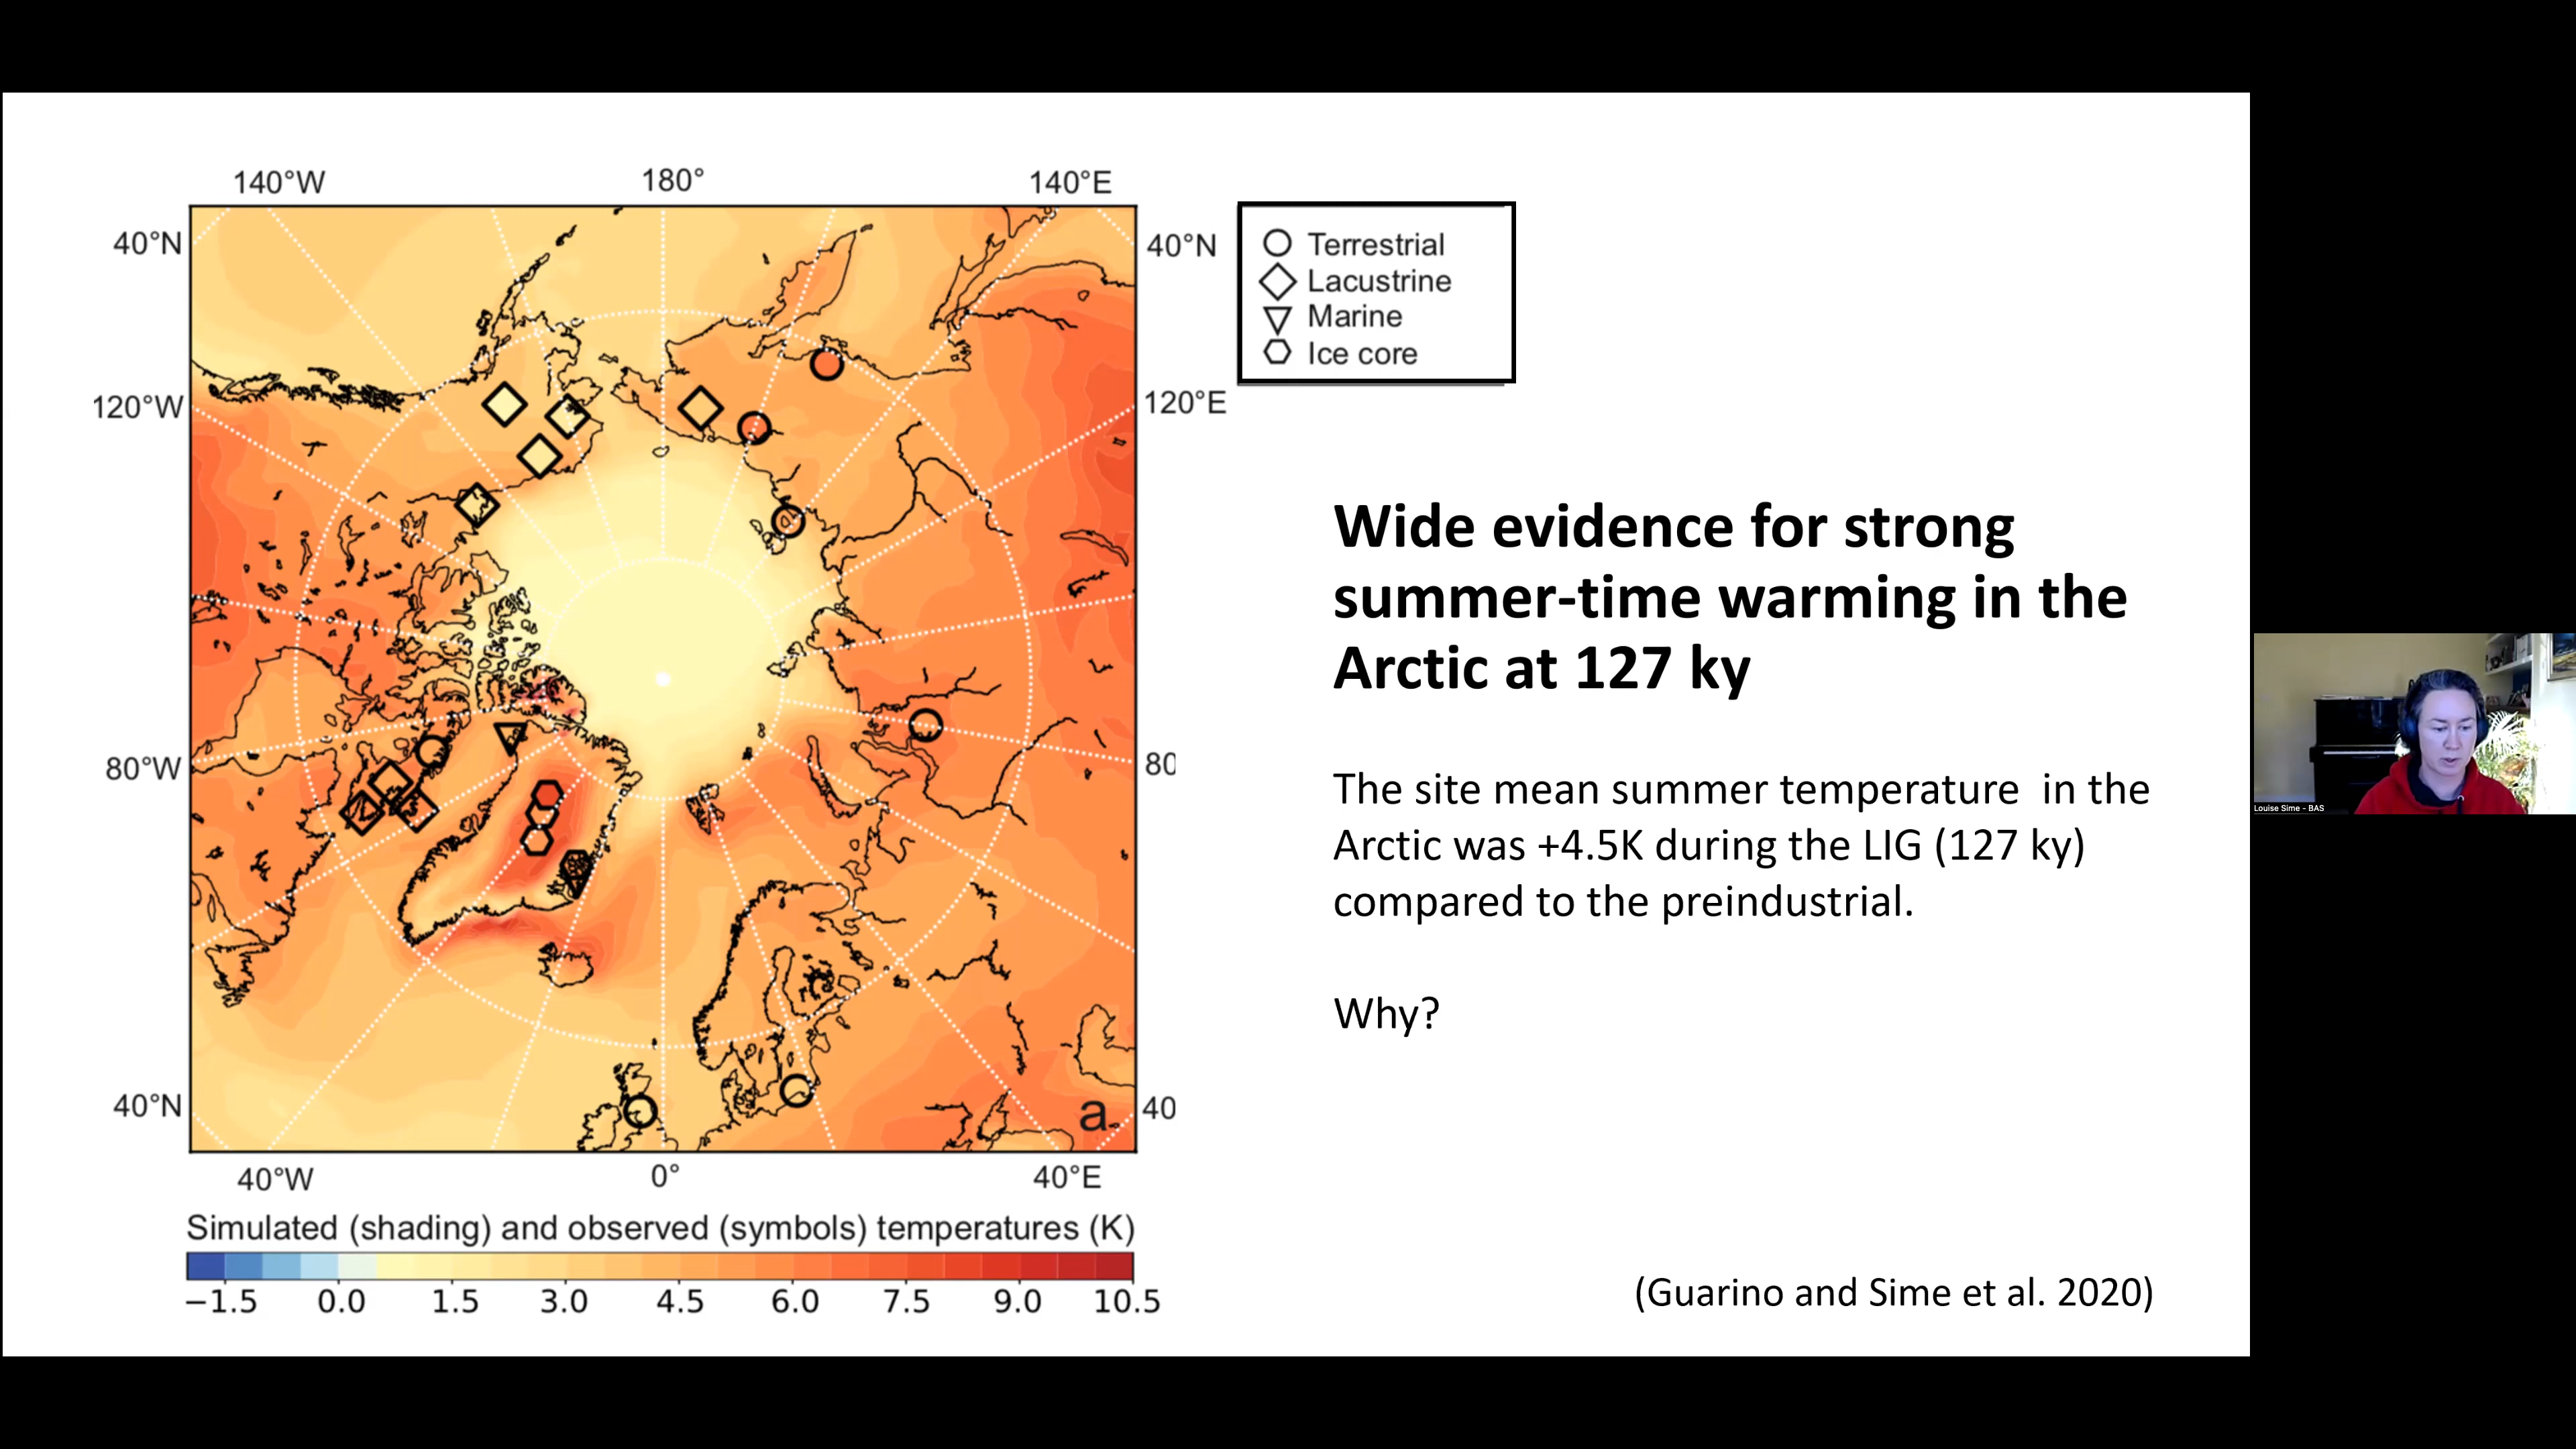 140°W 180° 140°E
40°N
40°N
120°W
120°E
80°W
80
40°N
40
a
40°W 0° 40°E
Terrestrial
Lacustrine
Marine
Ice core
Simulated (shading) and observed (symbols) temperatures (K)
−1.5 0.0 1.5 3.0 4.5 6.0 7.5 9.0 10.5
Wide evidence for strong
summer-time warming in the
Arctic at 127 ky
The site mean summer temperature in the
Arctic was +4.5K during the LIG (127 ky)
compared to the preindustrial.
Why?
(Guarino and Sime et al. 2020)
Louise Sime - BAS